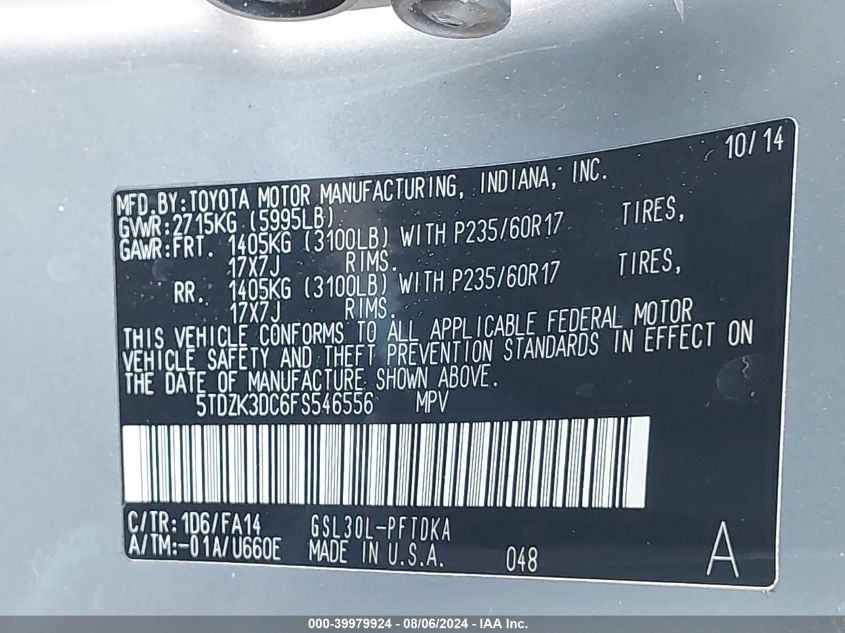 10/14
MFD.BY:TOYOTA MOTOR MANUFACTURING, INDIANA, INC.
GVWR:2715KG (5995LB)
GAWR:FRT. 1405KG (3100LB) WITH P235/60R17 TIRES,
17X7J RIMS.
RR. 1405KG (3100LB) WITH P235/60R17 TIRES,
17X7J RIMS.
THIS VEHICLE CONFORMS TO ALL APPLICABLE FEDERAL MOTOR
VEHICLE SAFETY AND THEFT PREVENTION STANDARDS IN EFFECT ON
THE DATE OF MANUFACTURE SHOWN ABOVE.
5TDZK3DC6FS546556 MPV
C/TR:1D6/FA14 GSL30L-PFTDKA
A/TM:-01A/U660E MADE IN U.S.A. 048 A
000-39979924 - 08/06/2024 - IAA Inc.